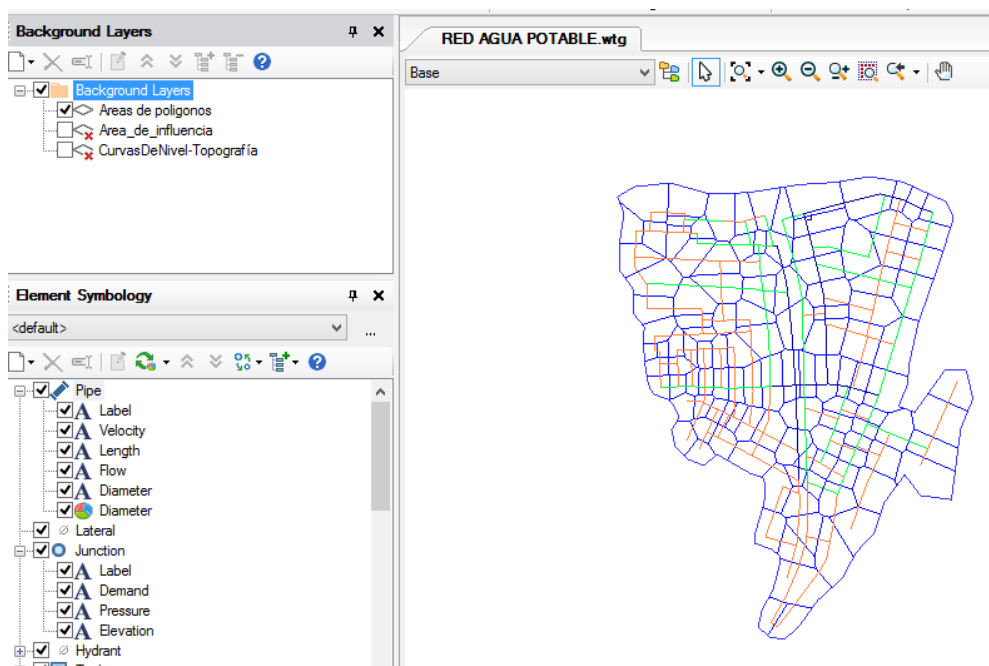 Background Layers
Background Layers
Areas de poligonos
Area_de_influencia
CurvasDeNivel-Topografía
Element Symbology
<default>
...
Pipe
A Label
A Velocity
A Length
A Flow
A Diameter
Diameter
Lateral
Junction
A Label
A Demand
A Pressure
A Elevation
Hydrant
RED AGUA POTABLE.wtg
Base